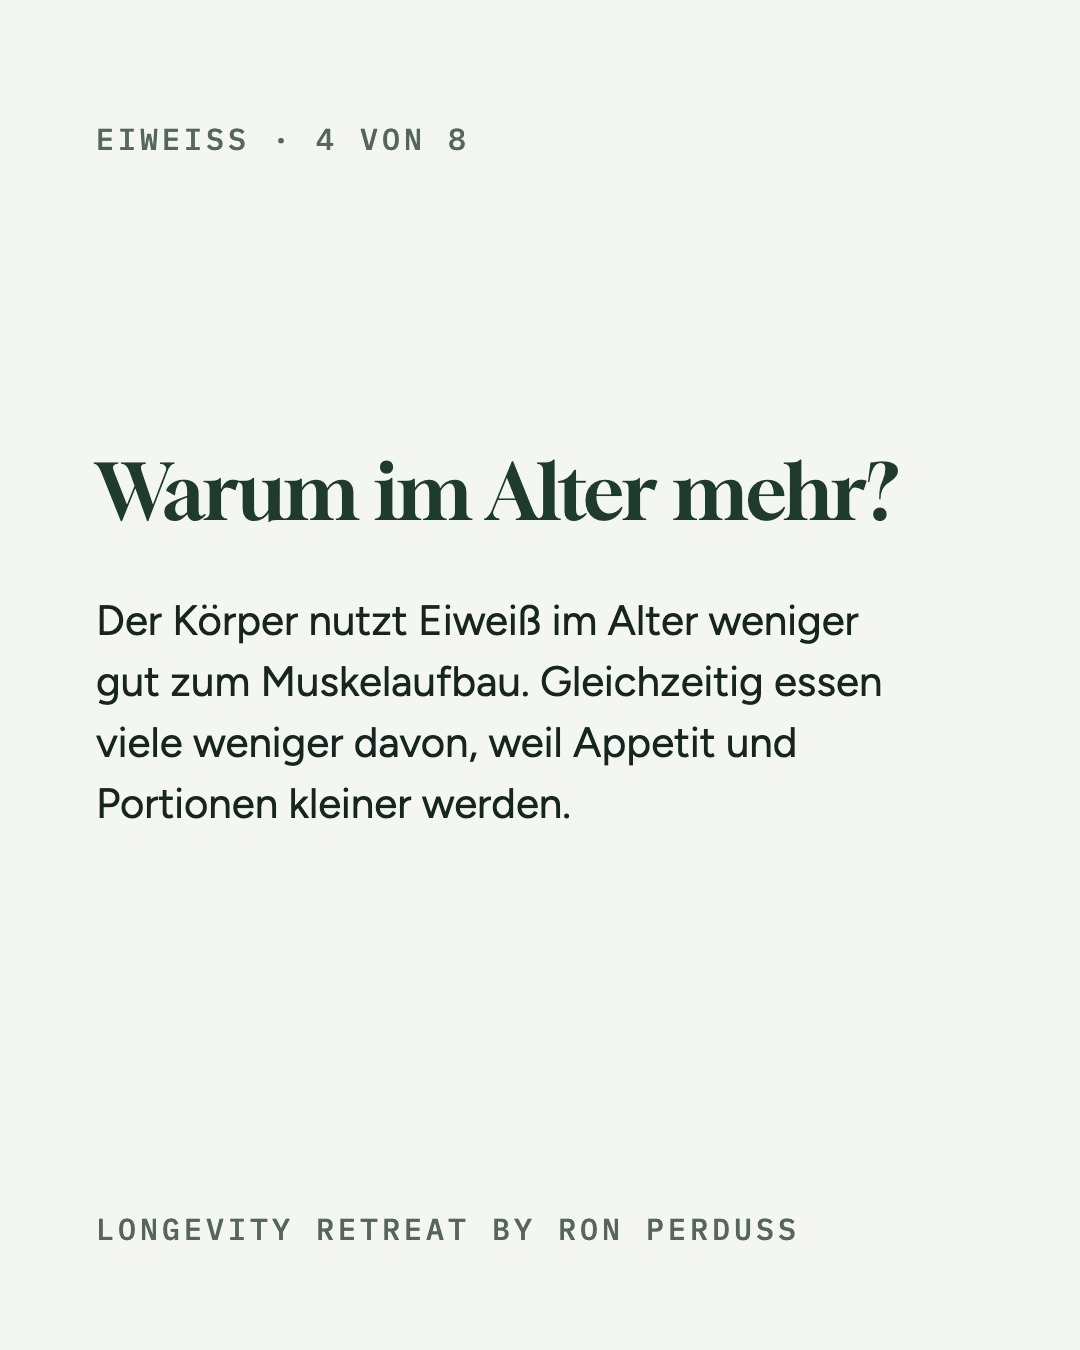 EIWEISS · 4 VON 8
Warum im Alter mehr?
Der Körper nutzt Eiweiß im Alter weniger
gut zum Muskelaufbau. Gleichzeitig essen
viele weniger davon, weil Appetit und
Portionen kleiner werden.
LONGEVITY RETREAT BY RON PERDUSS